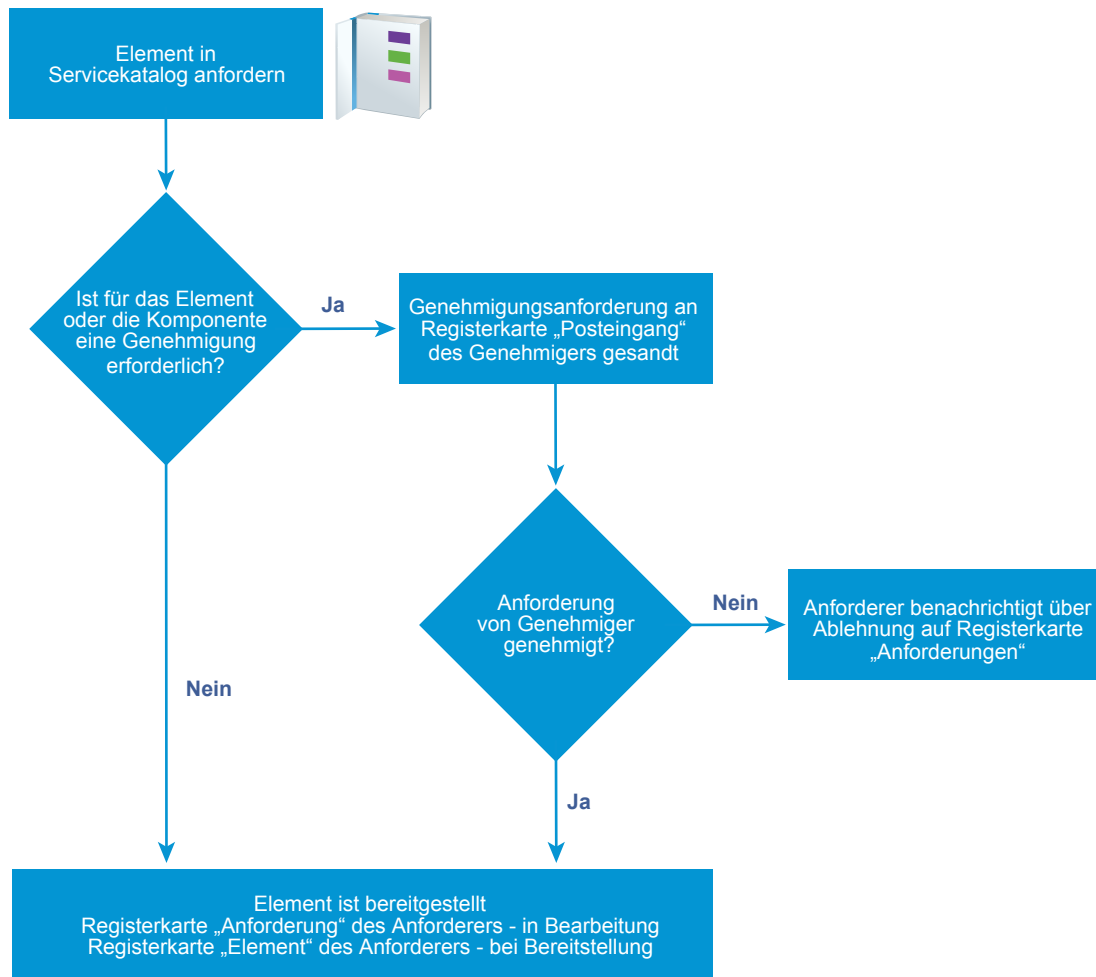 Element in
Servicekatalog anfordern
Ist für das Element
oder die Komponente
eine Genehmigung
erforderlich?
Ja
Genehmigungsanforderung an
Registerkarte „Posteingang“
des Genehmigers gesandt
Anforderung
von Genehmiger
genehmigt?
Nein
Anforderer benachrichtigt über
Ablehnung auf Registerkarte
„Anforderungen“
Nein
Ja
Element ist bereitgestellt
Registerkarte „Anforderung“ des Anforderers - in Bearbeitung
Registerkarte „Element“ des Anforderers - bei Bereitstellung